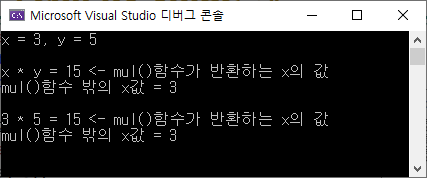 Microsoft Visual Studio 디버그 콘솔
x = 3, y = 5
x * y = 15 <- mul()함수가 반환하는 x의 값
mul()함수 밖의 x값 = 3
3 * 5 = 15 <- mul()함수가 반환하는 x의 값
mul()함수 밖의 x값 = 3